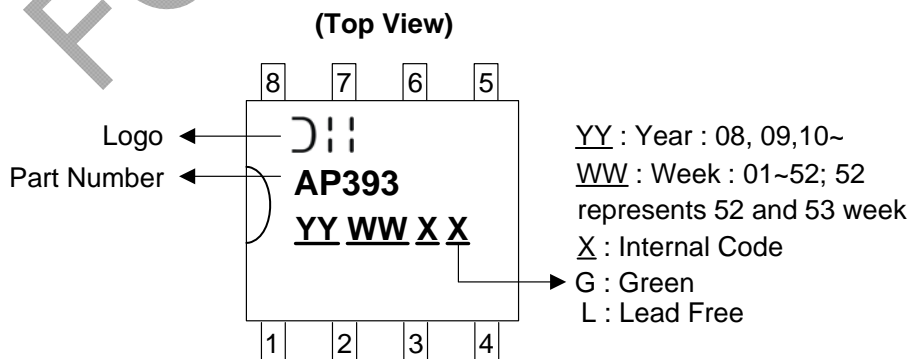 (Top View)
8 7 6 5
Logo
Part Number
AP393
YY WW X X
YY : Year : 08, 09,10~
WW : Week : 01~52; 52
represents 52 and 53 week
X : Internal Code
G : Green
L : Lead Free
1 2 3 4